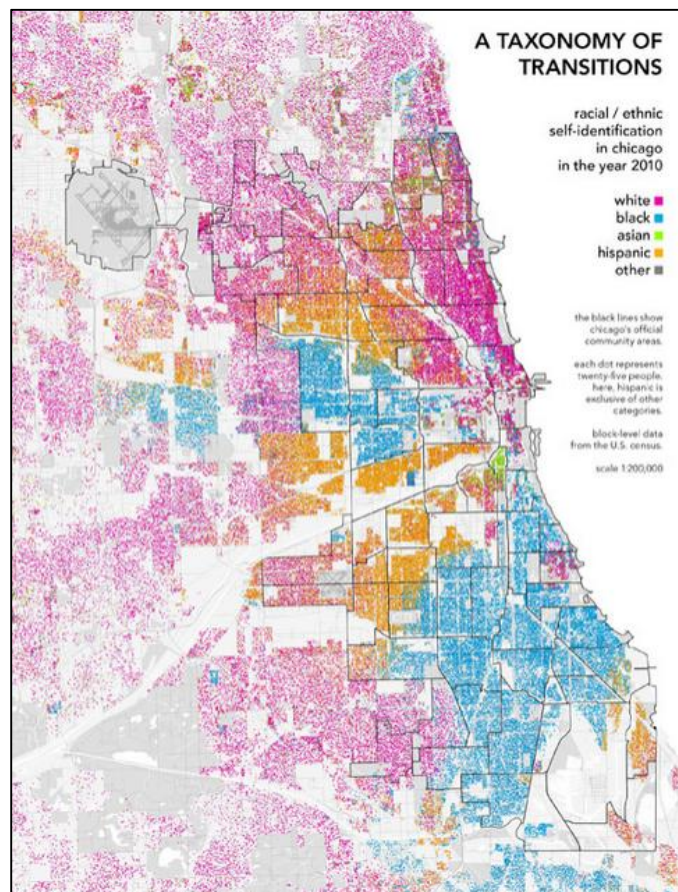 A TAXONOMY OF
TRANSITIONS
racial / ethnic
self-identification
in chicago
in the year 2010
white
black
asian
hispanic
other
the black lines show
chicago's official
community areas.
each dot represents
twenty-five people.
here, hispanic is
exclusive of other
categories.
block-level data
from the U.S. census.
scale 1:200,000